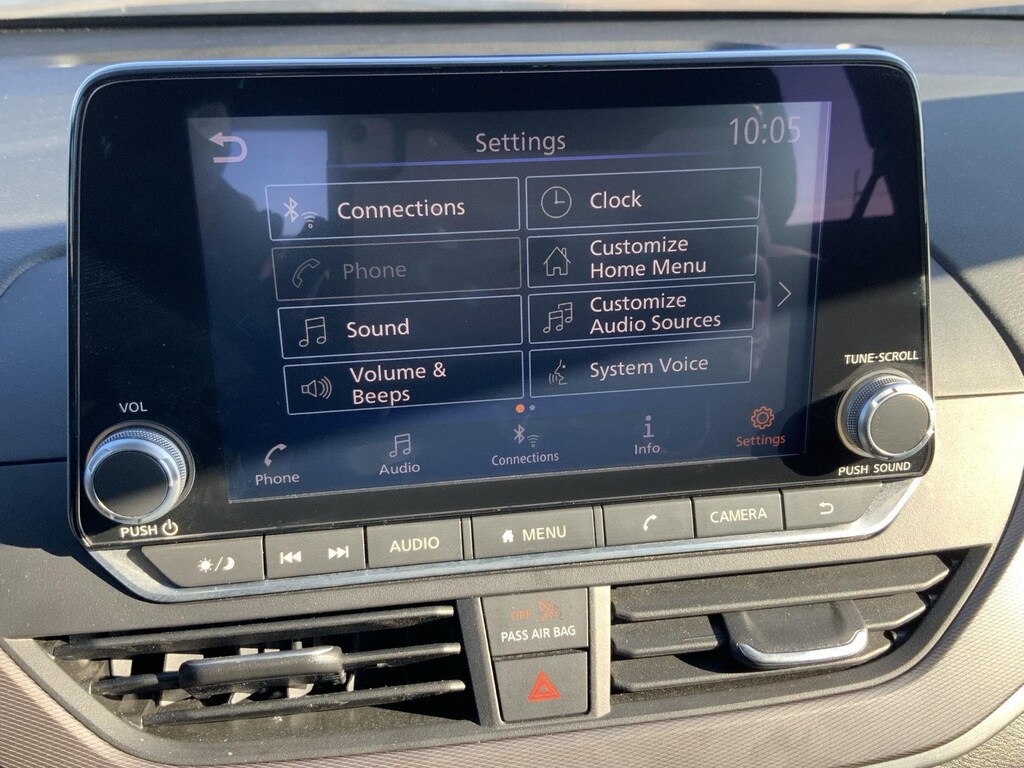 Settings
10:05
Connections
Clock
Phone
Customize
Home Menu
Sound
Customize
Audio Sources
Volume &
Beeps
System Voice
Phone
Audio
Connections
Info
Settings
VOL
PUSH
TUNE·SCROLL
PUSH SOUND
AUDIO
MENU
CAMERA
OFF
PASS AIR BAG